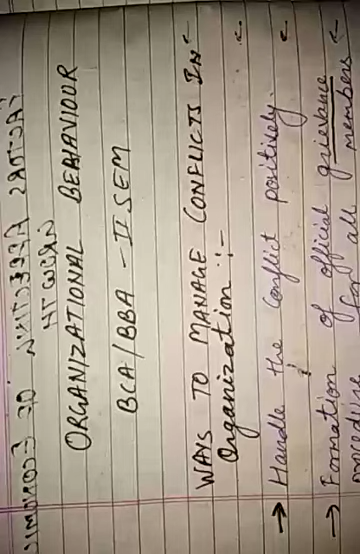 ORGANIZATIONAL BEHAVIOUR
BCA/BBA - II SEM
WAYS TO MANAGE CONFLICTS IN
Organization :-
→ Handle the Conflict positively.
→ Formation of official grievance
for all members